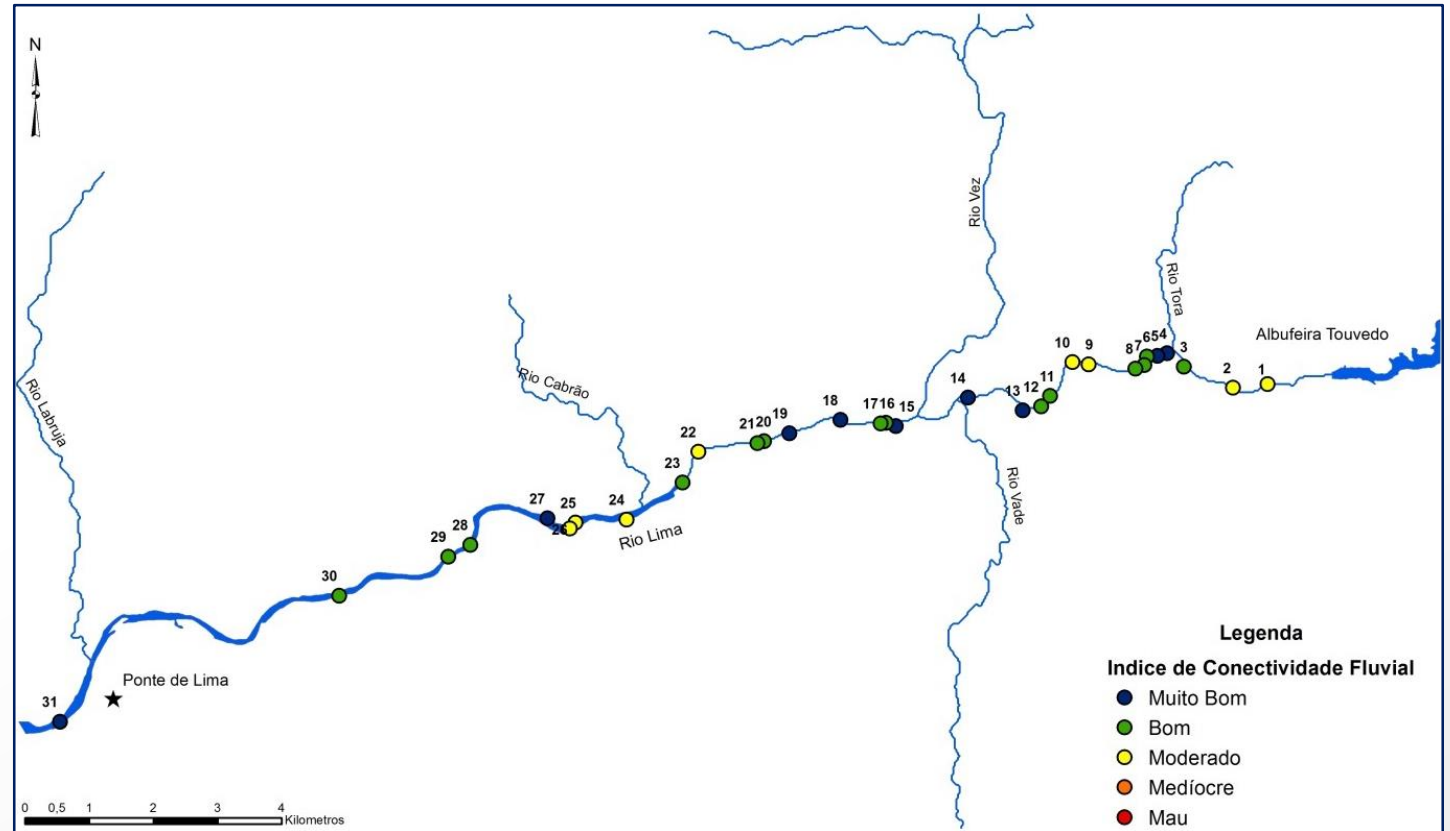 N
Rio Vez
Rio Tora
Albufeira Touvedo
Rio Cabrão
Rio Labruja
Rio Vade
Rio Lima
Ponte de Lima
1
2
3
4
5
6
7
8
9
10
11
12
13
14
15
16
17
18
19
20
21
22
23
24
25
26
27
28
29
30
31
Legenda
Indice de Conectividade Fluvial
Muito Bom
Bom
Moderado
Medíocre
Mau
0 0,5 1 2 3 4
Kilometros